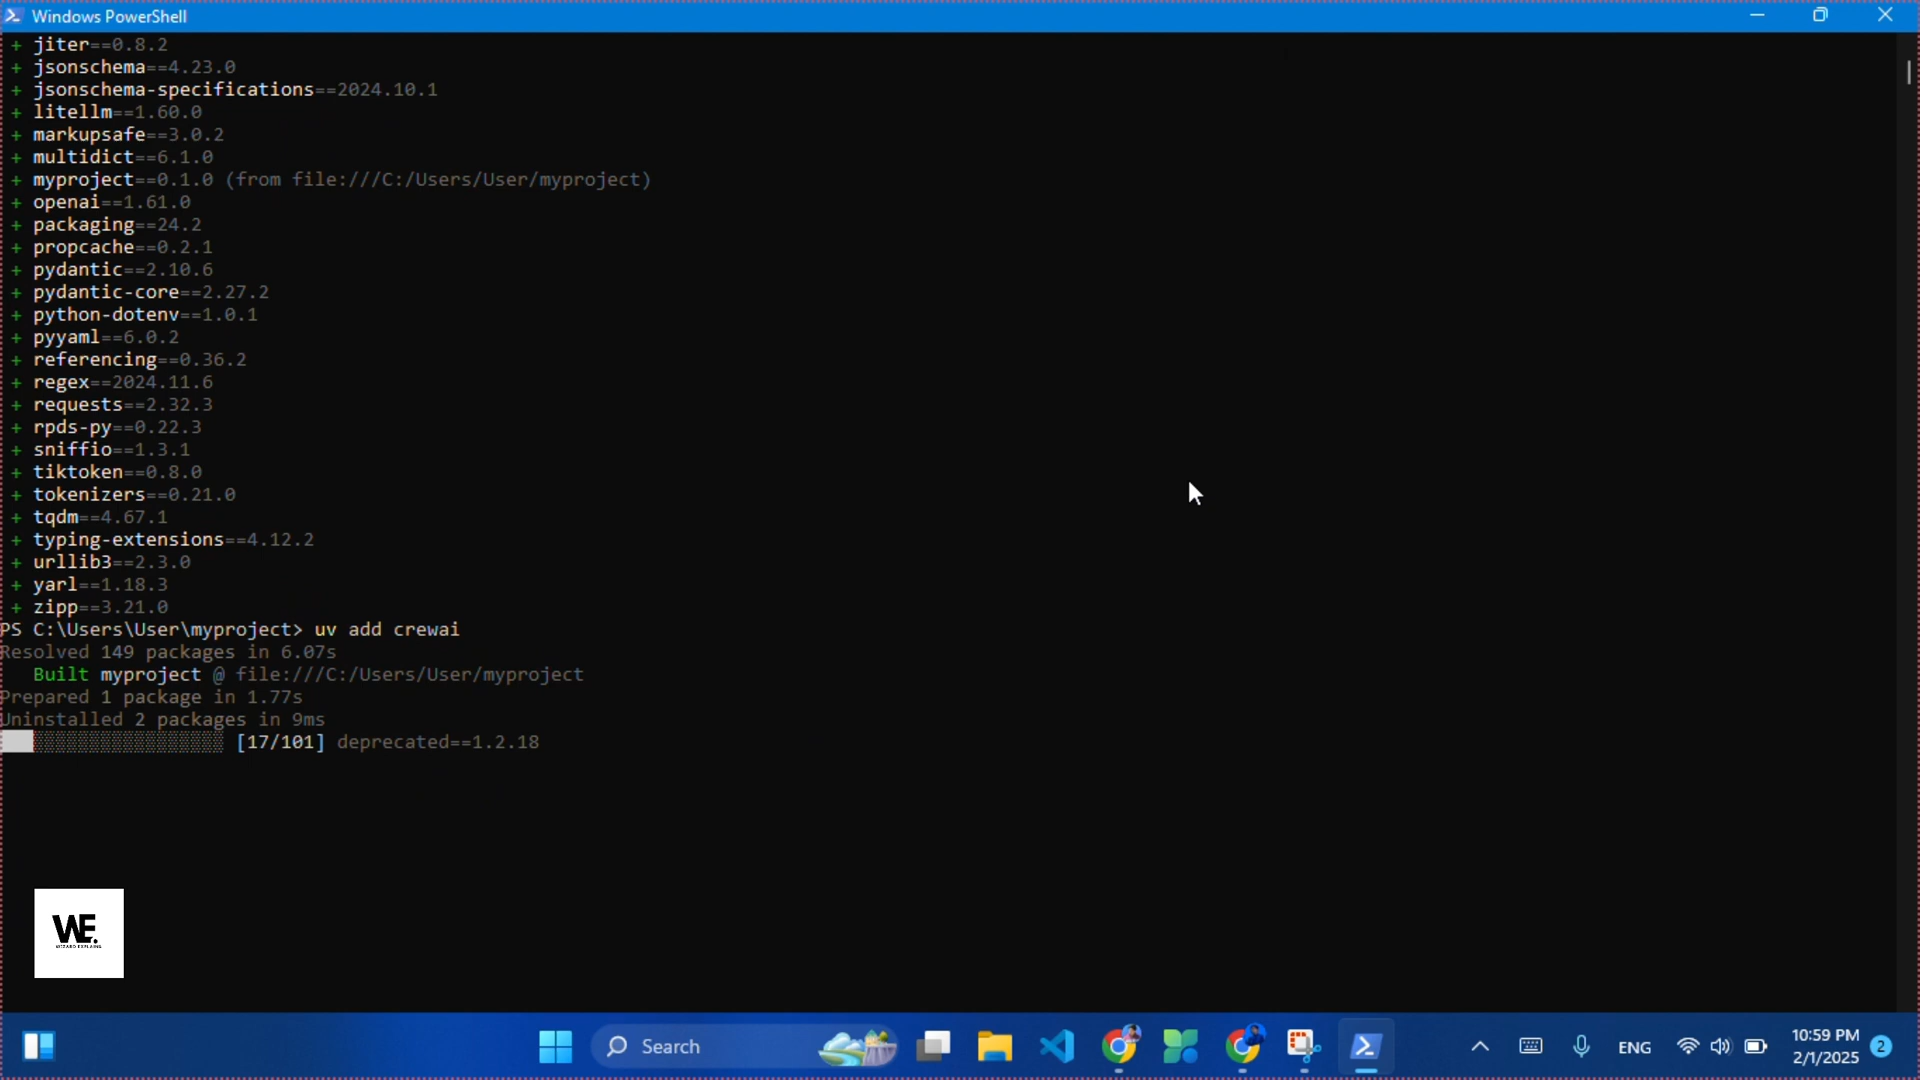 Windows PowerShell
+ jiter==0.8.2
+ jsonschema==4.23.0
+ jsonschema-specifications==2024.10.1
+ litellm==1.60.0
+ markupsafe==3.0.2
+ multidict==6.1.0
+ myproject==0.1.0 (from file:///C:/Users/User/myproject)
+ openai==1.61.0
+ packaging==24.2
+ propcache==0.2.1
+ pydantic==2.10.6
+ pydantic-core==2.27.2
+ python-dotenv==1.0.1
+ pyyaml==6.0.2
+ referencing==0.36.2
+ regex==2024.11.6
+ requests==2.32.3
+ rpds-py==0.22.3
+ sniffio==1.3.1
+ tiktoken==0.8.0
+ tokenizers==0.21.0
+ tqdm==4.67.1
+ typing-extensions==4.12.2
+ urllib3==2.3.0
+ yarl==1.18.3
+ zipp==3.21.0
PS C:\Users\User\myproject> uv add crewai
Resolved 149 packages in 6.07s
Built myproject @ file:///C:/Users/User/myproject
Prepared 1 package in 1.77s
Uninstalled 2 packages in 9ms
[17/101] deprecated==1.2.18
WE.
WIZARD EXPLAINS
Search
ENG
10:59 PM
2/1/2025
2